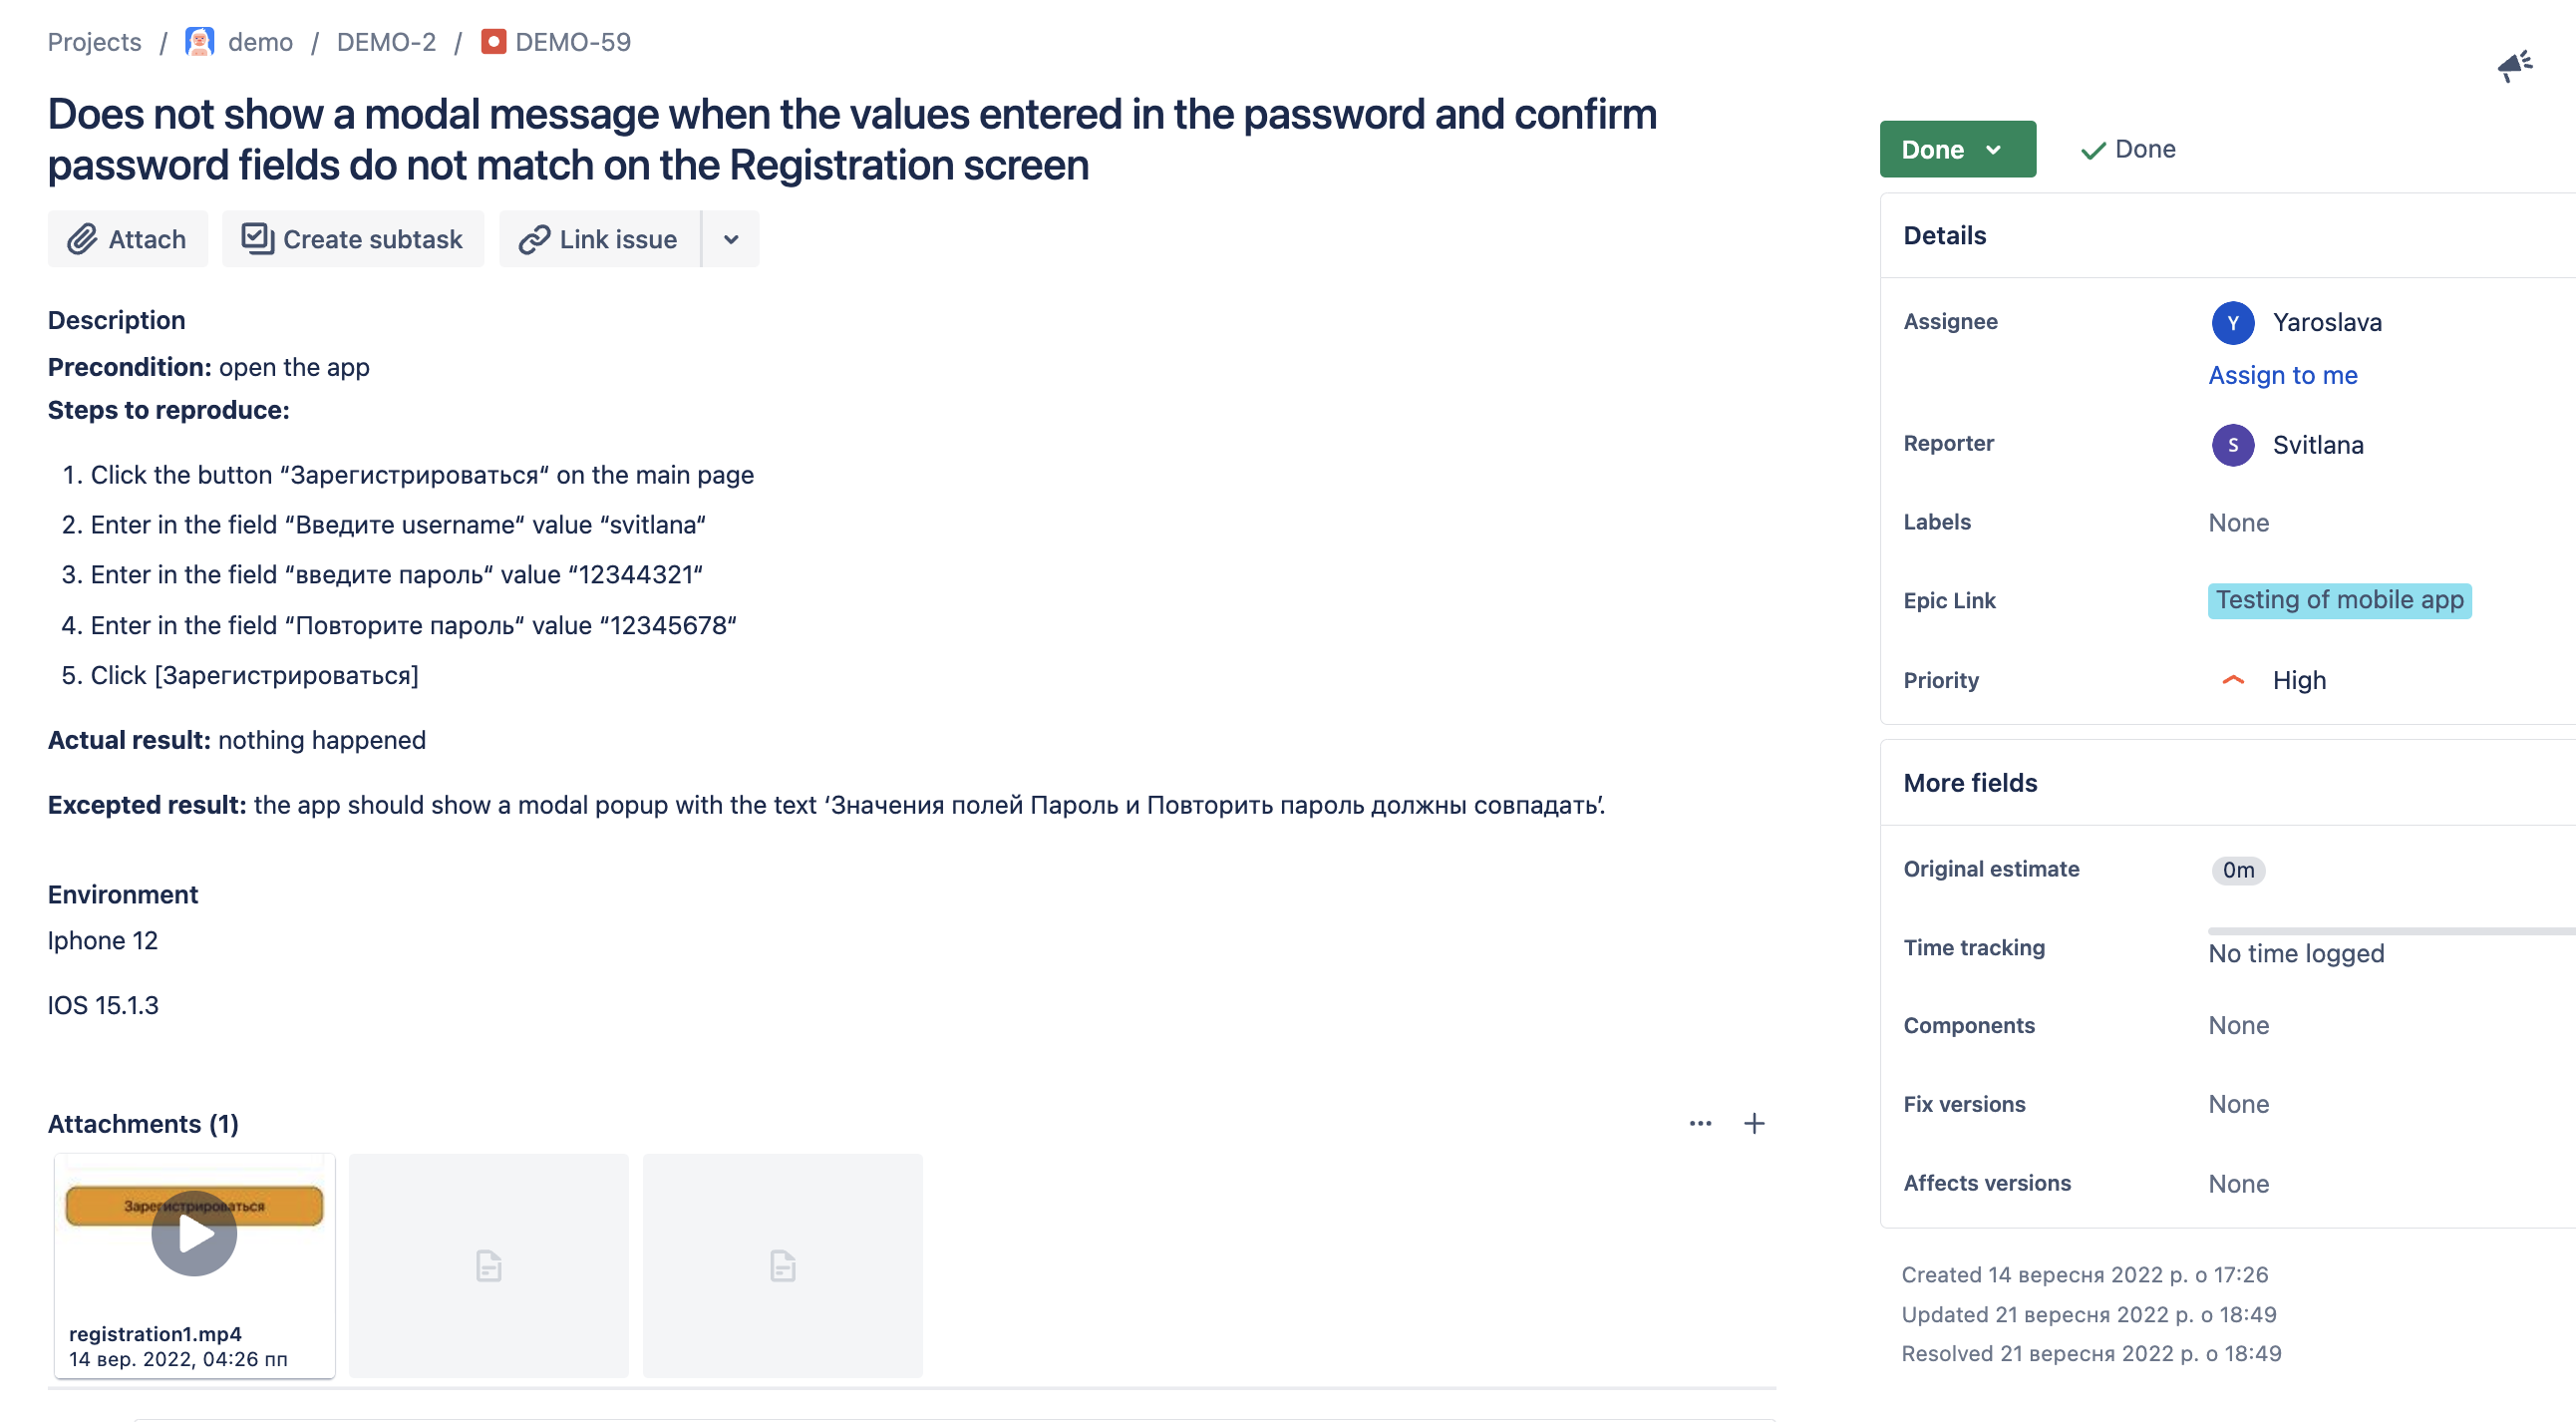 Projects / demo / DEMO-2 / DEMO-59
Does not show a modal message when the values entered in the password and confirm
password fields do not match on the Registration screen
Attach
Create subtask
Link issue
Description
Precondition: open the app
Steps to reproduce:
1. Click the button “Зарегистрироваться“ on the main page
2. Enter in the field “Введите username“ value “svitlana“
3. Enter in the field “введите пароль“ value “12344321“
4. Enter in the field “Повторите пароль“ value “12345678“
5. Click [Зарегистрироваться]
Actual result: nothing happened
Excepted result: the app should show a modal popup with the text ‘Значения полей Пароль и Повторить пароль должны совпадать’.
Environment
Iphone 12
IOS 15.1.3
Attachments (1)
Зарегистрироваться
registration1.mp4
14 вер. 2022, 04:26 пп
Done
Done
Details
Assignee
Y
Yaroslava
Assign to me
Reporter
S
Svitlana
Labels
None
Epic Link
Testing of mobile app
Priority
High
More fields
Original estimate
0m
Time tracking
No time logged
Components
None
Fix versions
None
Affects versions
None
Created 14 вересня 2022 р. о 17:26
Updated 21 вересня 2022 р. о 18:49
Resolved 21 вересня 2022 р. о 18:49